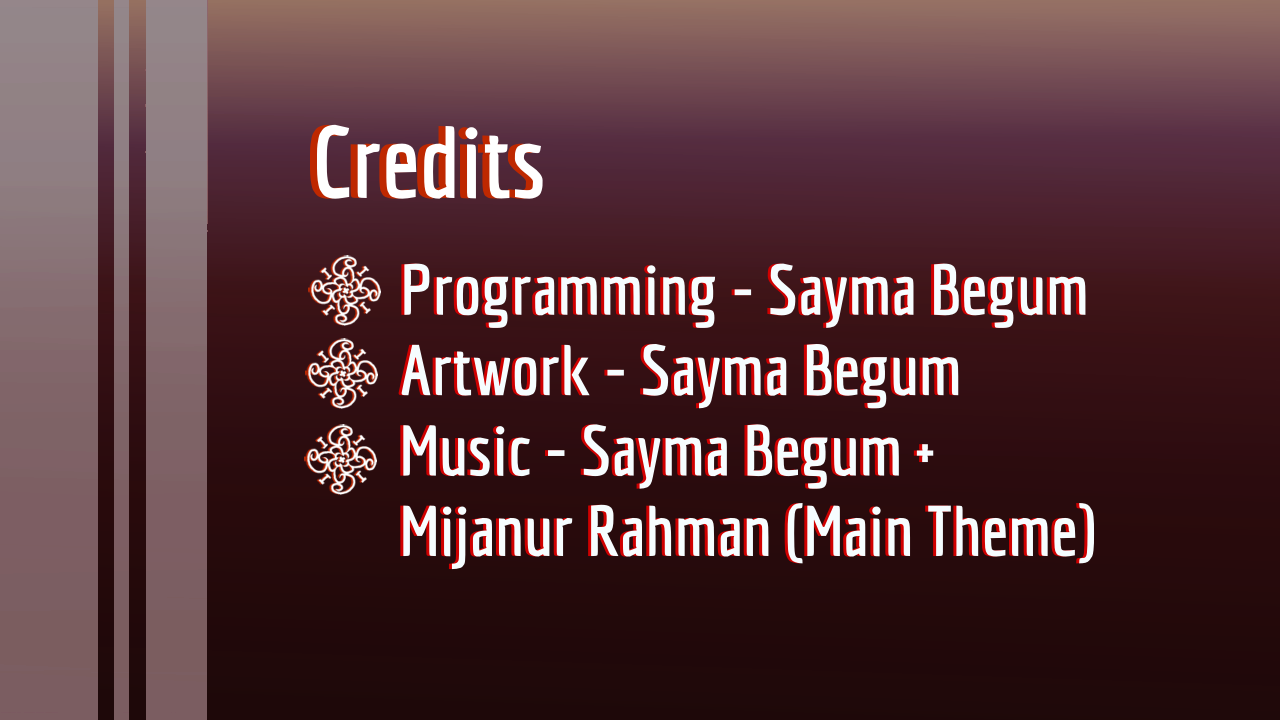 Credits
Programming - Sayma Begum
Artwork - Sayma Begum
Music - Sayma Begum +
Mijanur Rahman (Main Theme)